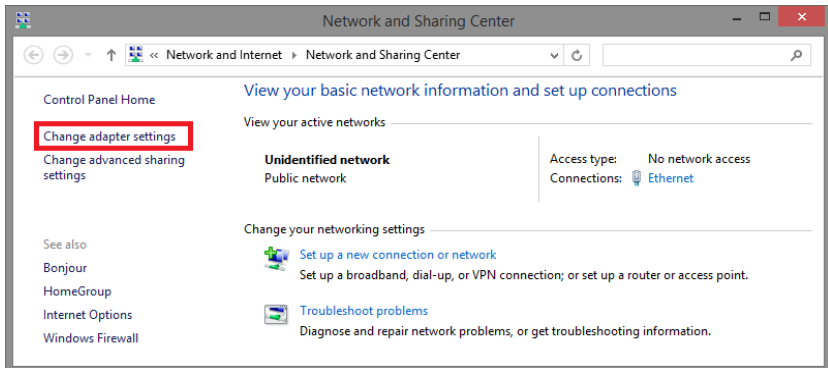 Network and Sharing Center
« Network and Internet Network and Sharing Center
Control Panel Home
Change adapter settings
Change advanced sharing
settings
See also
Bonjour
HomeGroup
Internet Options
Windows Firewall
View your basic network information and set up connections
View your active networks
Unidentified network
Public network
Access type: No network access
Connections: Ethernet
Change your networking settings
Set up a new connection or network
Set up a broadband, dial-up, or VPN connection; or set up a router or access point.
Troubleshoot problems
Diagnose and repair network problems, or get troubleshooting information.